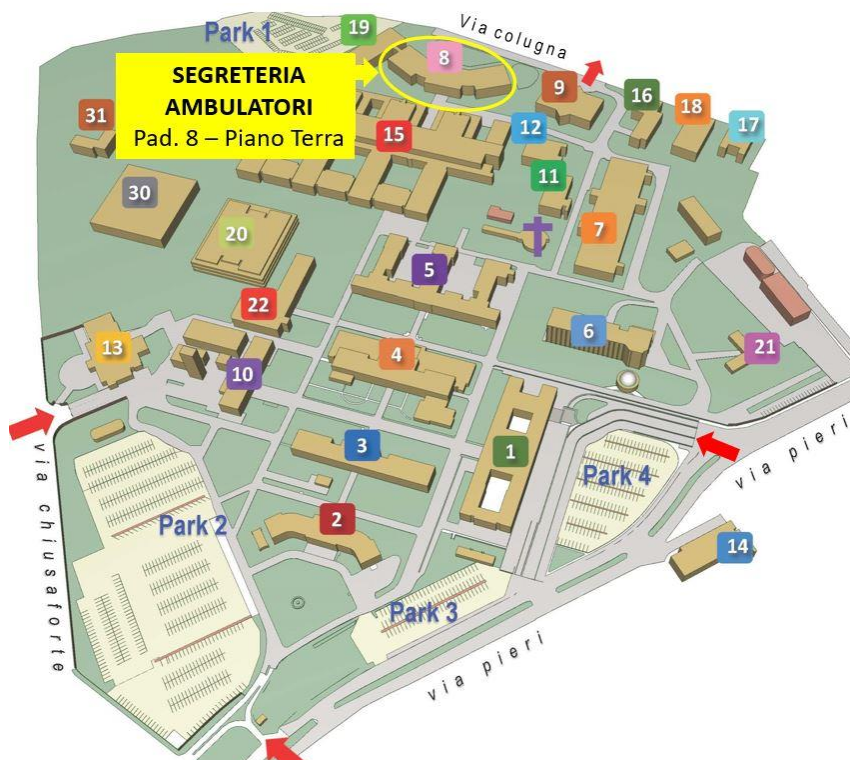 Park 1
19
Via colugna
8
SEGRETERIA
AMBULATORI
Pad. 8 – Piano Terra
9
16
18
17
31
15
12
11
30
20
7
5
22
6
13
10
4
21
3
1
Park 4
via pieri
via chiusaforte
Park 2
2
14
Park 3
via pieri